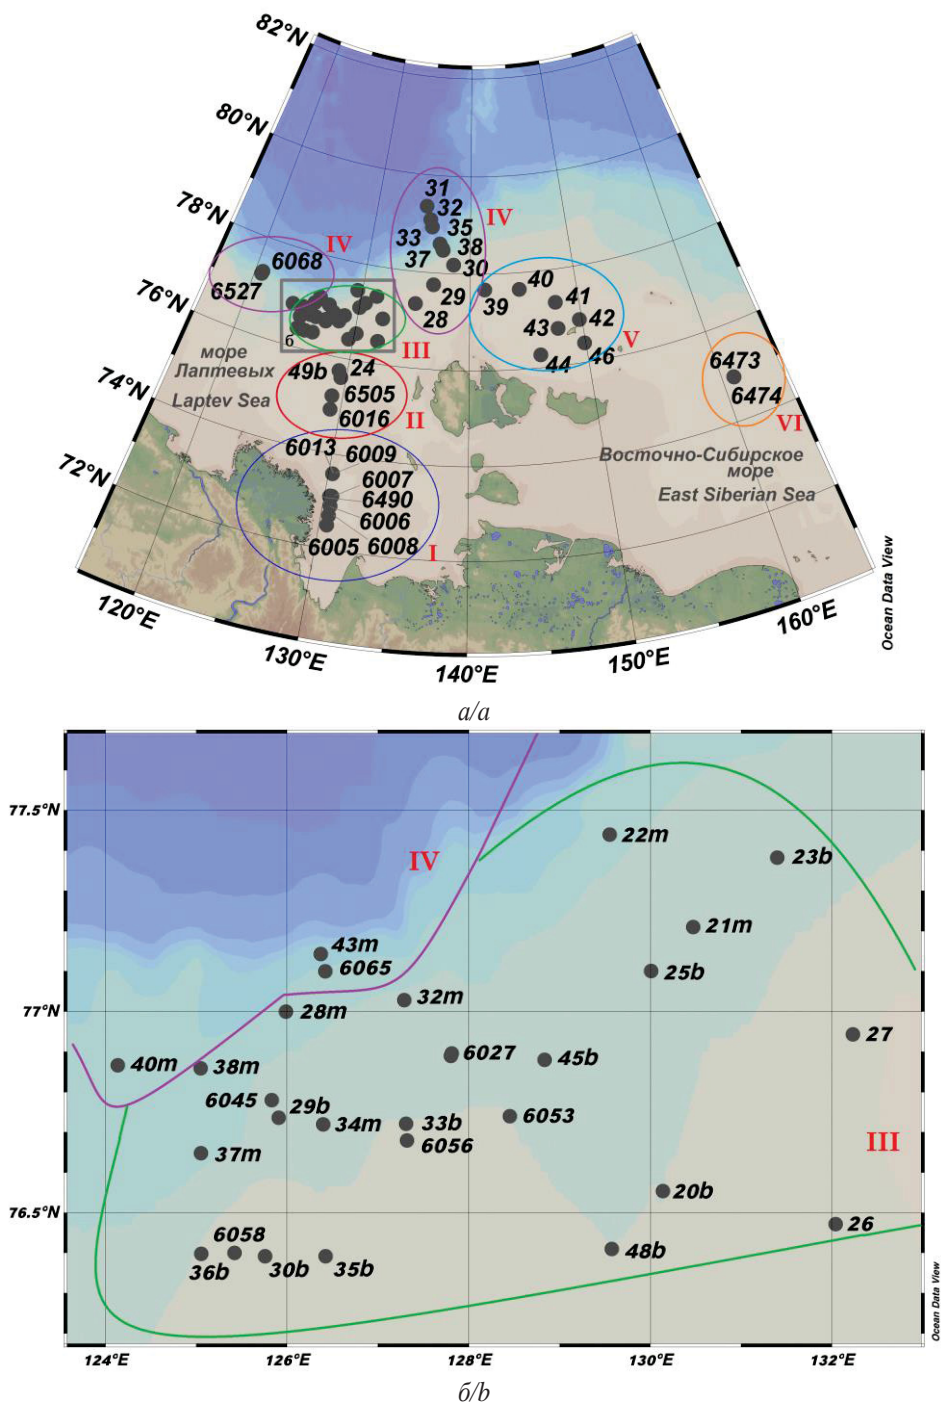 82°N
80°N
78°N
76°N
74°N
72°N
31
32
35
33
38
37
30
IV
IV
6068
6527
29
28
39
40
41
42
43
44
46
V
б
III
море
Лаптевых
Laptev Sea
49b
24
6505
6016
II
6473
6474
VI
6013
6009
6007
6490
6006
6005
6008
I
Восточно-Сибирское
море
East Siberian Sea
Ocean Data View
120°E
130°E
140°E
150°E
160°E
а/a
77.5°N
77°N
76.5°N
IV
22m
23b
21m
25b
43m
6065
32m
28m
27
40m
38m
6027
45b
6045
29b
34m
33b
6056
6053
37m
III
20b
26
6058
36b
30b
35b
48b
124°E
126°E
128°E
130°E
132°E
Ocean Data View
б/b